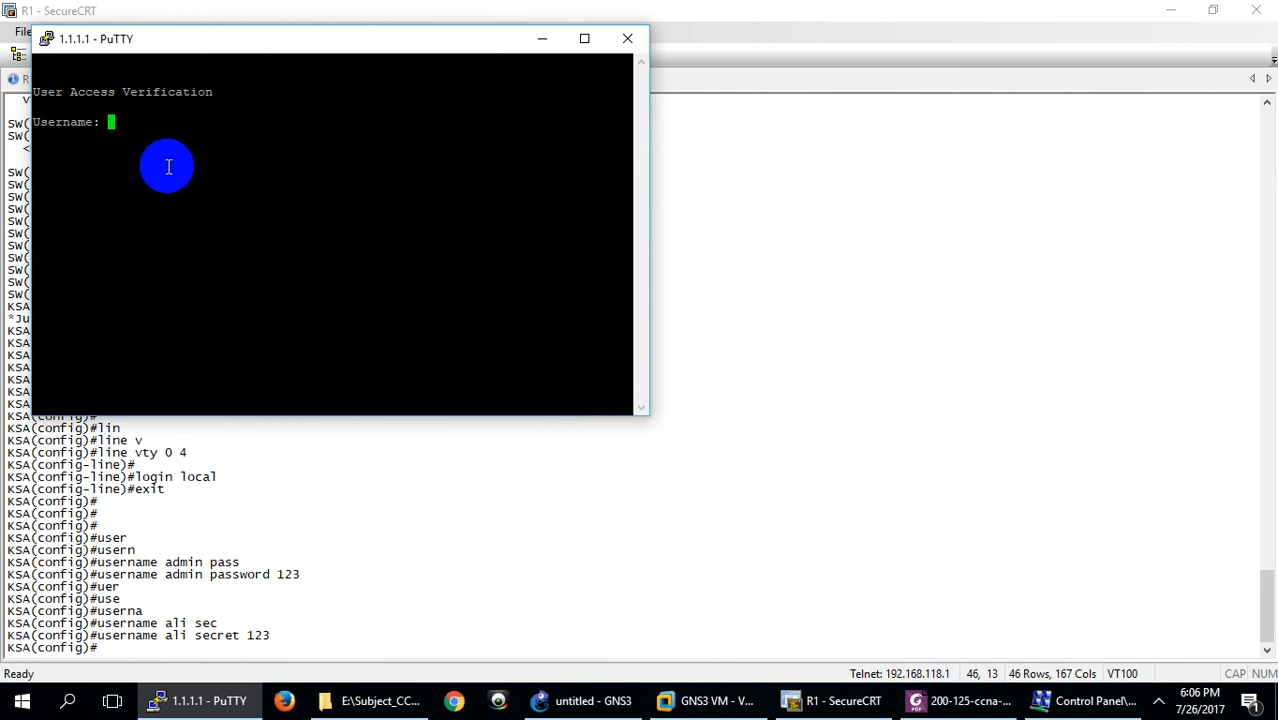 R1 - SecureCRT
File
1.1.1.1 - PuTTY
User Access Verification
Username:
R
v
SW(
SW(
<
SW(
SW(
SW(
SW(
SW(
SW(
SW(
SW(
SW(
SW(
SW(
KSA
*Ju
KSA
KSA
KSA
KSA
KSA
KSA
KSA
KSA(config)#
KSA(config)#lin
KSA(config)#line v
KSA(config)#line vty 0 4
KSA(config-line)#
KSA(config-line)#login local
KSA(config-line)#exit
KSA(config)#
KSA(config)#
KSA(config)#
KSA(config)#user
KSA(config)#usern
KSA(config)#username admin pass
KSA(config)#username admin password 123
KSA(config)#uer
KSA(config)#use
KSA(config)#userna
KSA(config)#username ali sec
KSA(config)#username ali secret 123
KSA(config)#
Ready
Telnet: 192.168.118.1 46, 13 46 Rows, 167 Cols VT100 CAP NUM
1.1.1.1 - PuTTY
E:\Subject_CC...
untitled - GNS3
GNS3 VM - V...
R1 - SecureCRT
200-125-ccna-...
Control Panel\...
6:06 PM
7/26/2017